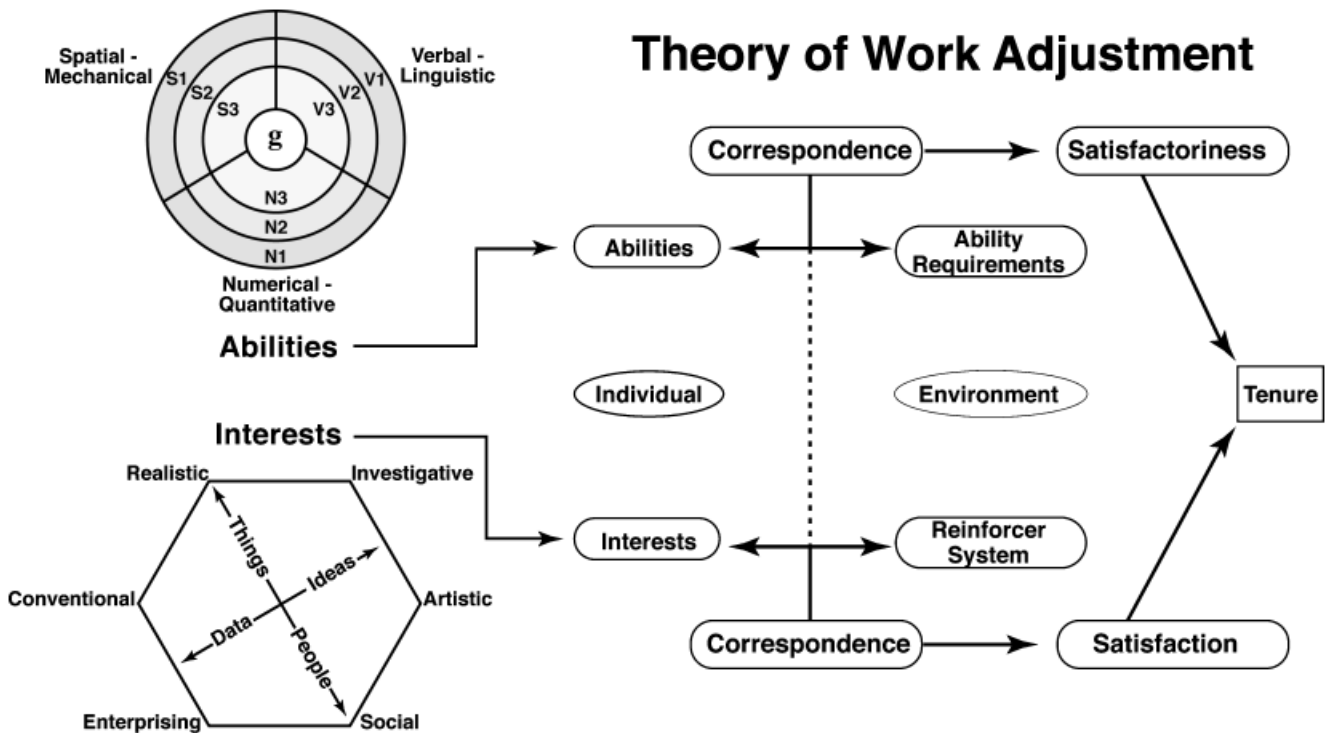 Theory of Work Adjustment
Spatial -
Mechanical
Verbal -
Linguistic
S1
S2
S3
V1
V2
V3
g
N3
N2
N1
Numerical -
Quantitative
Abilities
Interests
Realistic
Investigative
Things
Ideas
Conventional
Artistic
Data
People
Enterprising
Social
Correspondence
Satisfactoriness
Abilities
Ability
Requirements
Individual
Environment
Tenure
Interests
Reinforcer
System
Correspondence
Satisfaction